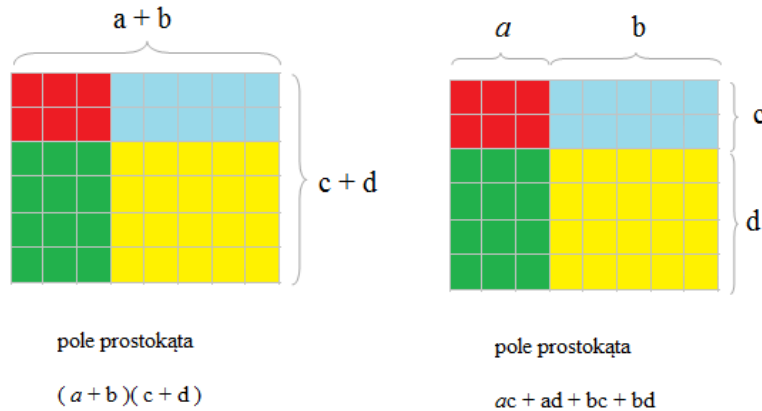 a + b
c + d
pole prostokąta
( a + b )( c + d )
a
b
c
d
pole prostokąta
ac + ad + bc + bd